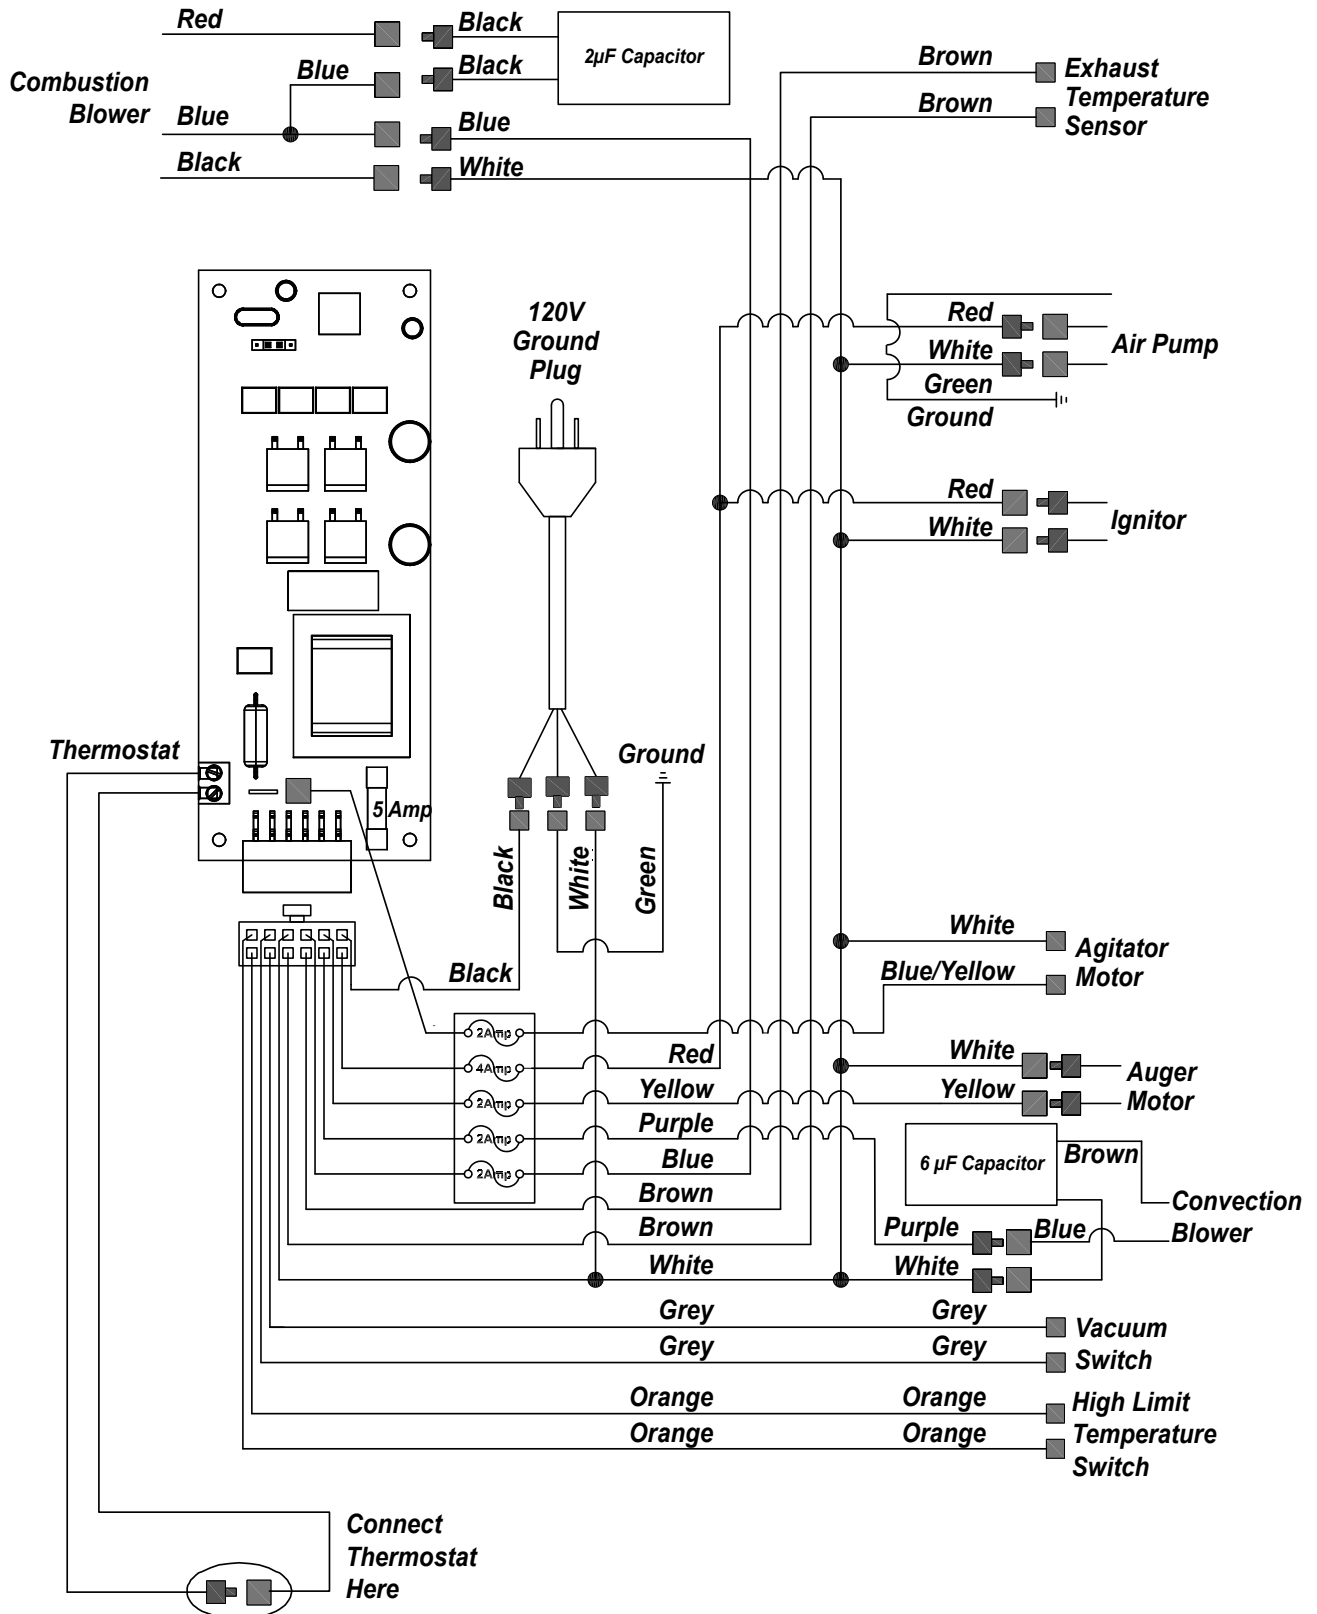 Red
Black
2µF Capacitor
Brown
Exhaust
Temperature
Sensor
Combustion
Blower
Blue
Black
Brown
Blue
Blue
Black
White
120V
Ground
Plug
Red
White
Air Pump
Green
Ground
Red
White
Ignitor
Thermostat
Ground
5 Amp
Black
White
Green
Black
White
Agitator
Motor
Blue/Yellow
2Amp
4Amp
2Amp
2Amp
2Amp
Red
White
Auger
Motor
Yellow
Yellow
Purple
Blue
6 µF Capacitor
Brown
Convection
Blower
Brown
Brown
Purple
Blue
White
White
Grey
Grey
Vacuum
Switch
Grey
Grey
Orange
Orange
High Limit
Temperature
Switch
Orange
Orange
Connect
Thermostat
Here